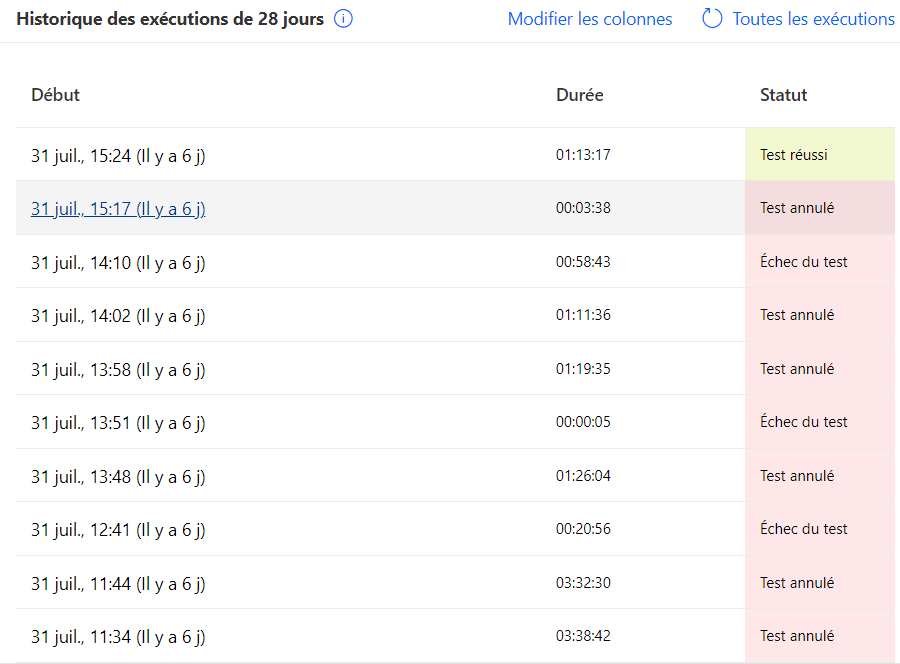 Historique des exécutions de 28 jours Modifier les colonnes Toutes les exécutions
Début Durée Statut
31 juil., 15:24 (Il y a 6 j) 01:13:17 Test réussi
31 juil., 15:17 (Il y a 6 j) 00:03:38 Test annulé
31 juil., 14:10 (Il y a 6 j) 00:58:43 Échec du test
31 juil., 14:02 (Il y a 6 j) 01:11:36 Test annulé
31 juil., 13:58 (Il y a 6 j) 01:19:35 Test annulé
31 juil., 13:51 (Il y a 6 j) 00:00:05 Échec du test
31 juil., 13:48 (Il y a 6 j) 01:26:04 Test annulé
31 juil., 12:41 (Il y a 6 j) 00:20:56 Échec du test
31 juil., 11:44 (Il y a 6 j) 03:32:30 Test annulé
31 juil., 11:34 (Il y a 6 j) 03:38:42 Test annulé